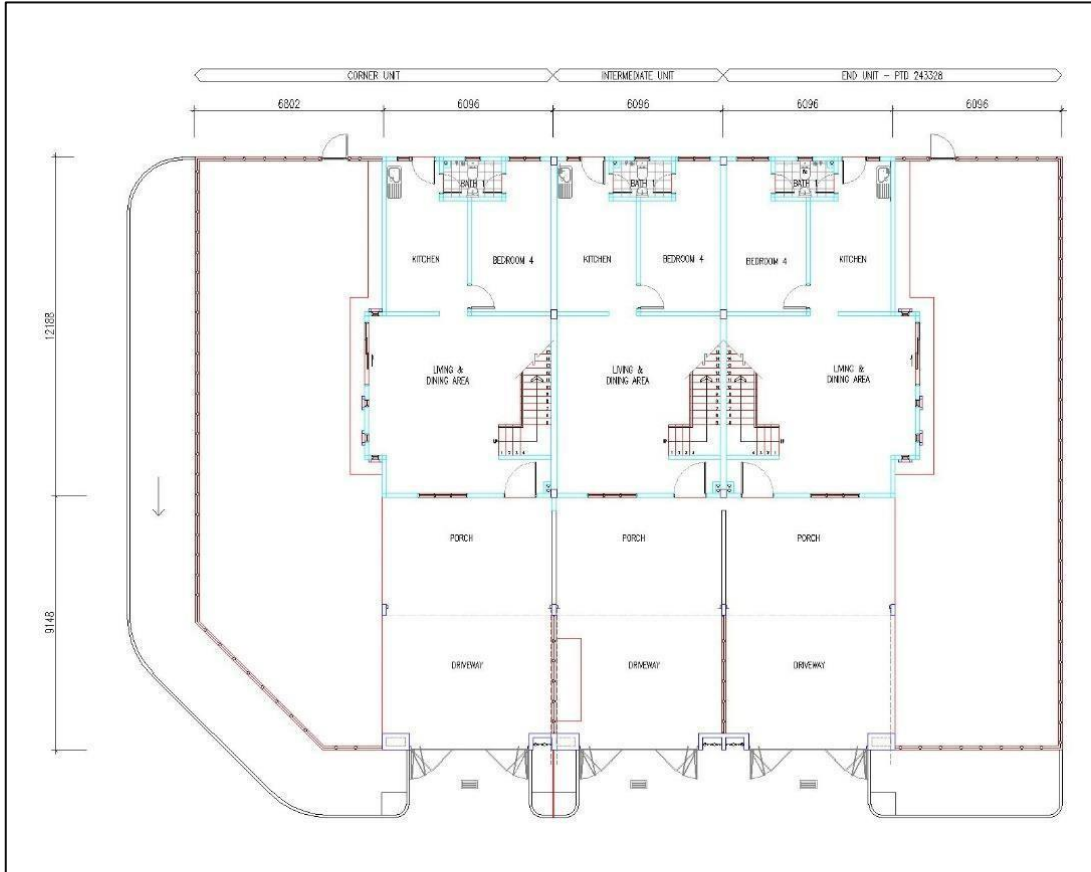 CORNER UNIT
INTERMEDIATE UNIT
END UNIT - PTD 243328
6802
6096
6096
6096
6096
BATH 1
BATH 1
BATH 1
KITCHEN
BEDROOM 4
KITCHEN
BEDROOM 4
BEDROOM 4
KITCHEN
12188
LIVING &
DINING AREA
LIVING &
DINING AREA
LIVING &
DINING AREA
PORCH
PORCH
PORCH
9148
DRIVEWAY
DRIVEWAY
DRIVEWAY